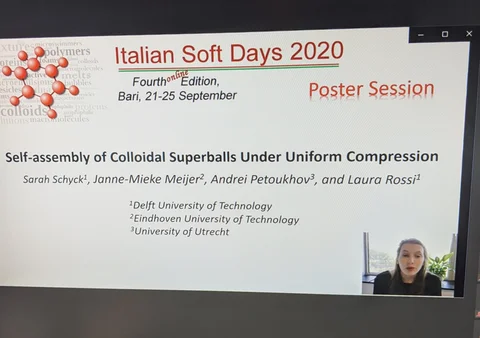 polymers
colloids
Italian Soft Days 2020
Fourth online Edition,
Bari, 21-25 September
Poster Session
Self-assembly of Colloidal Superballs Under Uniform Compression
Sarah Schyck¹, Janne-Mieke Meijer², Andrei Petoukhov³, and Laura Rossi¹
¹Delft University of Technology
²Eindhoven University of Technology
³University of Utrecht